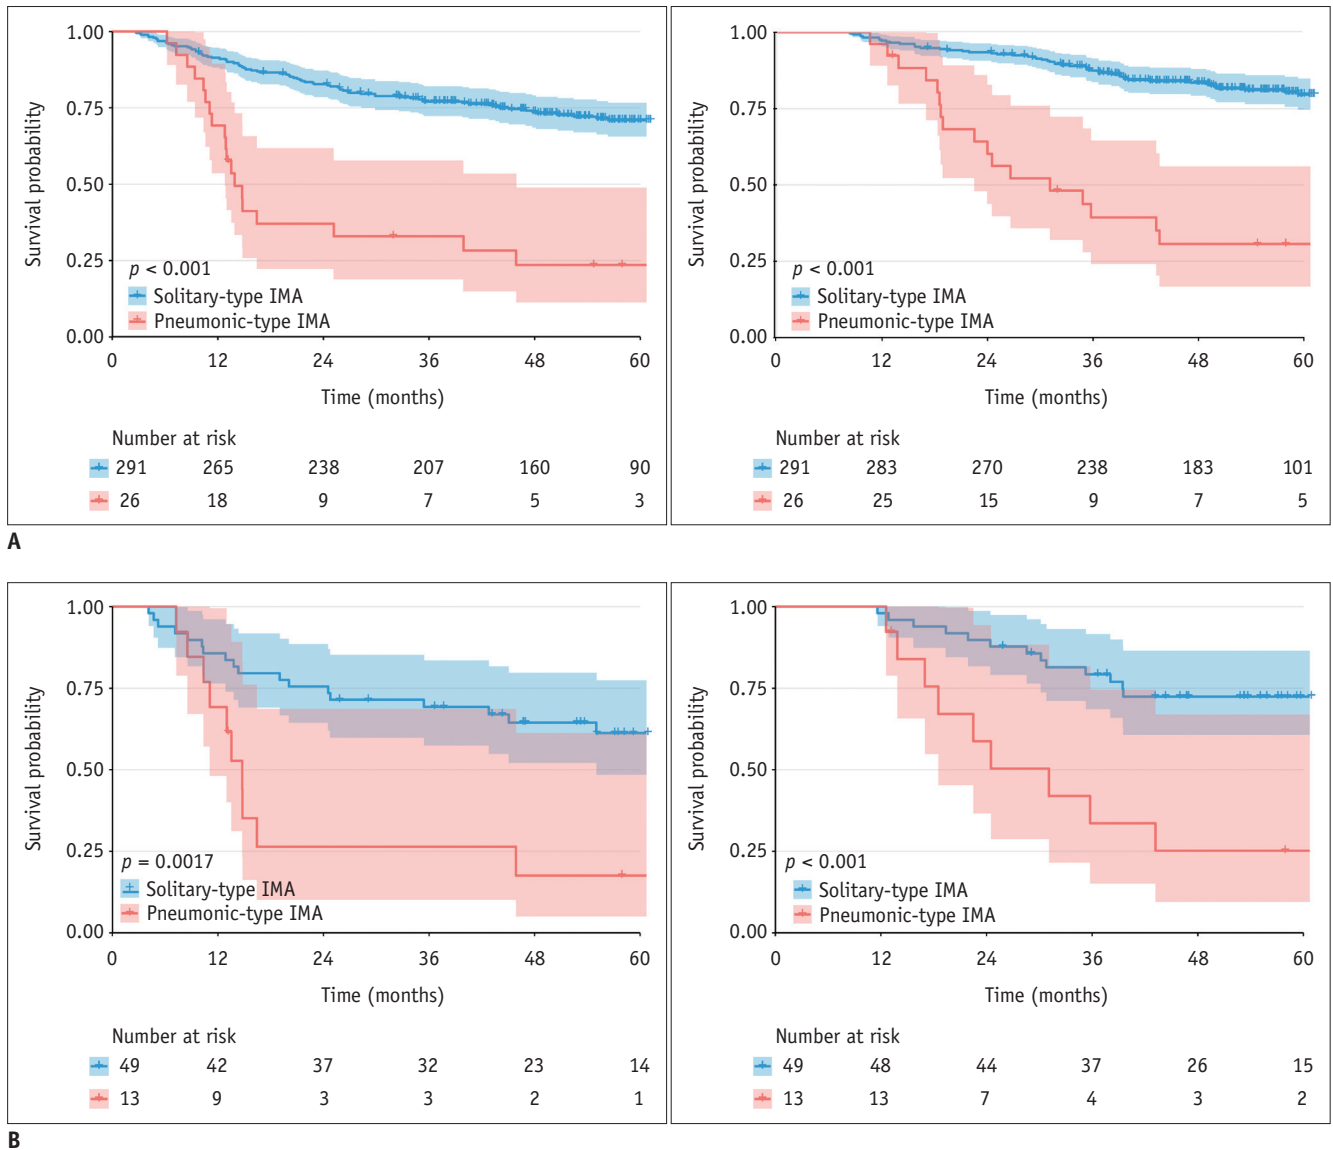 1.00
0.75
0.50
0.25
0.00
Survival probability
p < 0.001
Solitary-type IMA
Pneumonic-type IMA
0 12 24 36 48 60
Time (months)
Number at risk
291 265 238 207 160 90
26 18 9 7 5 3
1.00
0.75
0.50
0.25
0.00
Survival probability
p < 0.001
Solitary-type IMA
Pneumonic-type IMA
0 12 24 36 48 60
Time (months)
Number at risk
291 283 270 238 183 101
26 25 15 9 7 5
A
1.00
0.75
0.50
0.25
0.00
Survival probability
p = 0.0017
Solitary-type IMA
Pneumonic-type IMA
0 12 24 36 48 60
Time (months)
Number at risk
49 42 37 32 23 14
13 9 3 3 2 1
1.00
0.75
0.50
0.25
0.00
Survival probability
p < 0.001
Solitary-type IMA
Pneumonic-type IMA
0 12 24 36 48 60
Time (months)
Number at risk
49 48 44 37 26 15
13 13 7 4 3 2
B